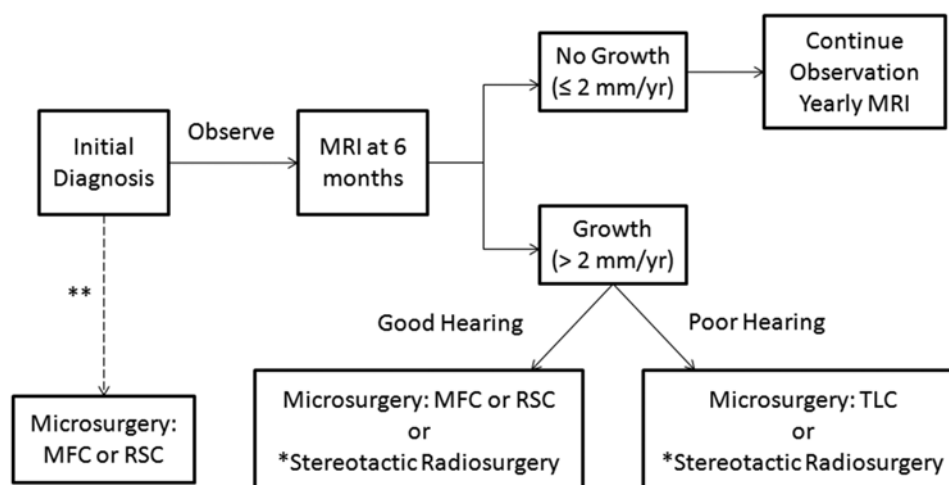 Initial
Diagnosis
Observe
MRI at 6
months
No Growth
(≤ 2 mm/yr)
Continue
Observation
Yearly MRI
Growth
(> 2 mm/yr)
**
Good Hearing
Poor Hearing
Microsurgery:
MFC or RSC
Microsurgery: MFC or RSC
or
*Stereotactic Radiosurgery
Microsurgery: TLC
or
*Stereotactic Radiosurgery